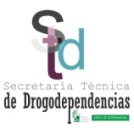 Std
Secretaría Técnica
de Drogodependencias